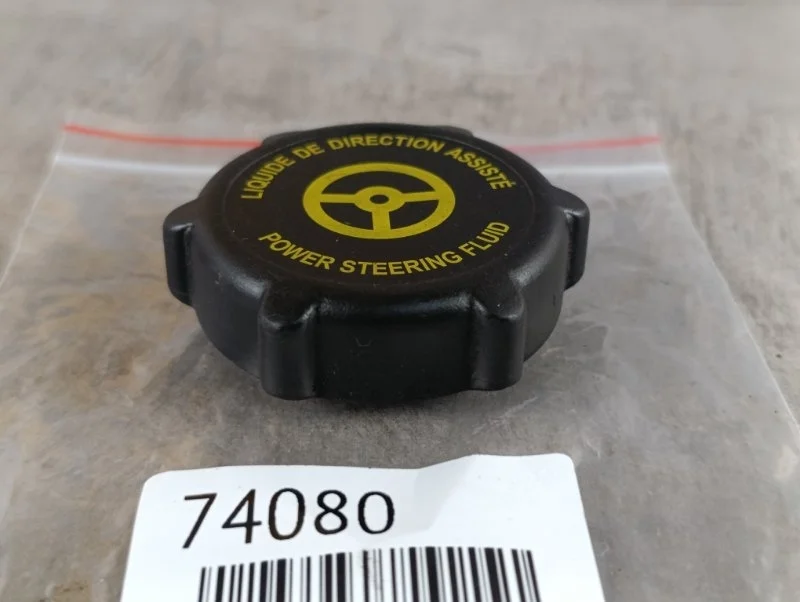 LIQUIDE DE DIRECTION ASSISTÉ
POWER STEERING FLUID
74080